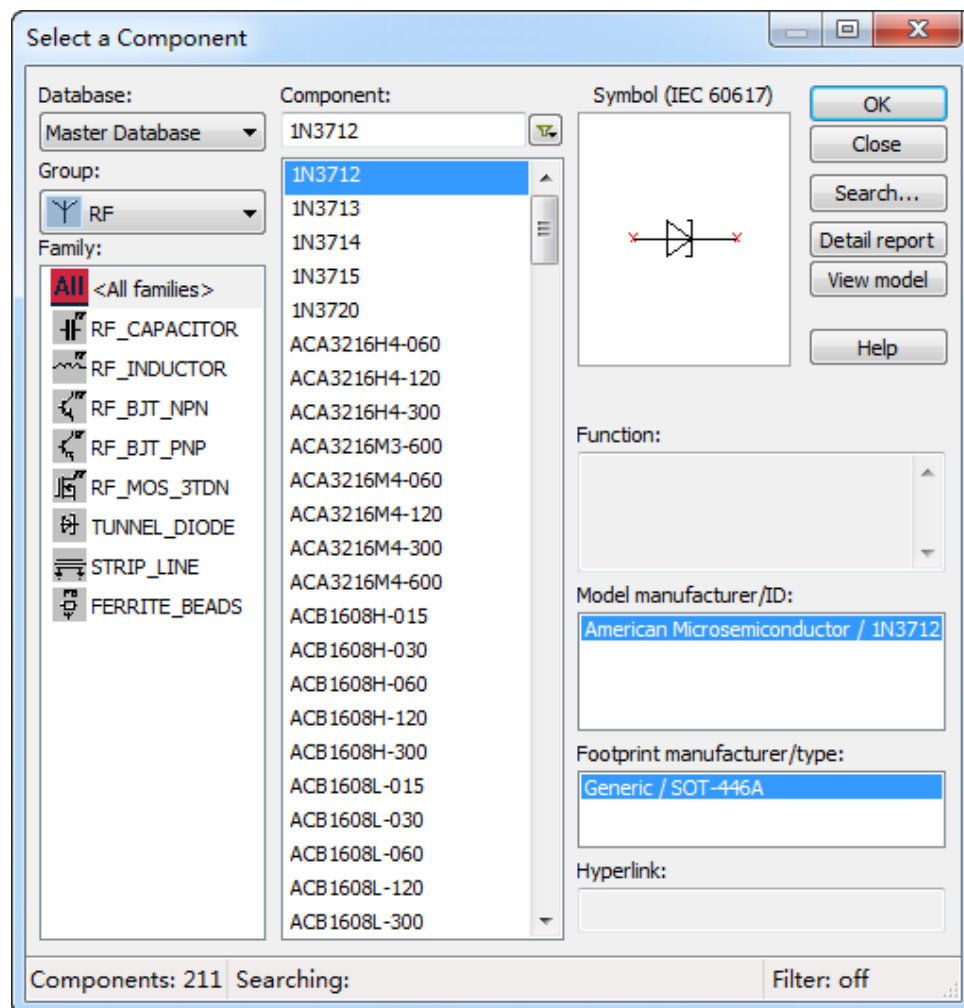 Select a Component
Database:
Master Database
Group:
RF
Family:
All <All families>
RF_CAPACITOR
RF_INDUCTOR
RF_BJT_NPN
RF_BJT_PNP
RF_MOS_3TDN
TUNNEL_DIODE
STRIP_LINE
FERRITE_BEADS
Component:
1N3712
1N3712
1N3713
1N3714
1N3715
1N3720
ACA3216H4-060
ACA3216H4-120
ACA3216H4-300
ACA3216M3-600
ACA3216M4-060
ACA3216M4-120
ACA3216M4-300
ACA3216M4-600
ACB1608H-015
ACB1608H-030
ACB1608H-060
ACB1608H-120
ACB1608H-300
ACB1608L-015
ACB1608L-030
ACB1608L-060
ACB1608L-120
ACB1608L-300
Symbol (IEC 60617)
OK
Close
Search...
Detail report
View model
Help
Function:
Model manufacturer/ID:
American Microsemiconductor / 1N3712
Footprint manufacturer/type:
Generic / SOT-446A
Hyperlink:
Components: 211
Searching:
Filter: off